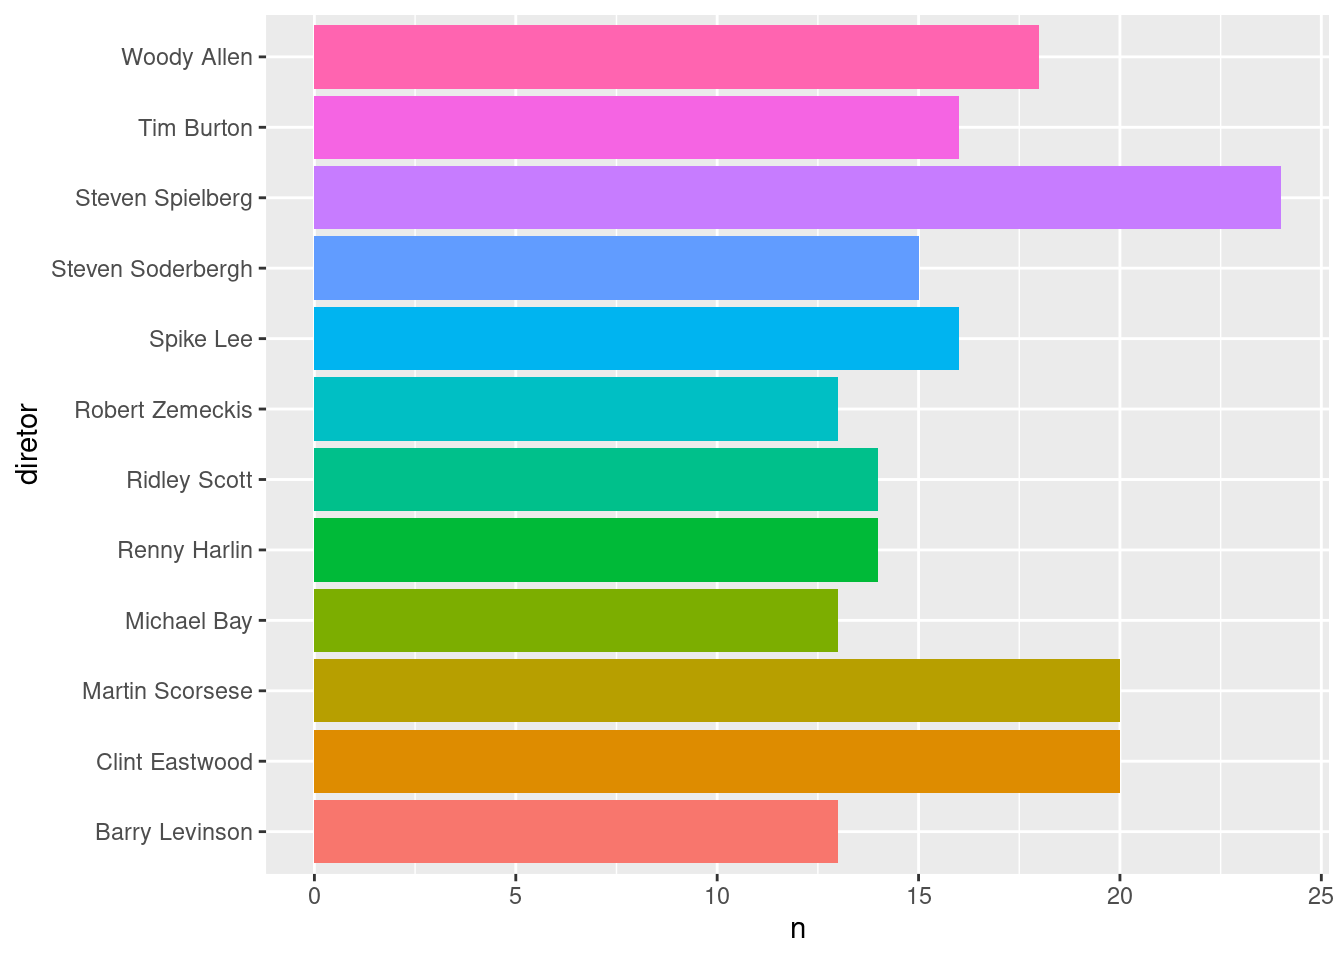 Woody Allen
Tim Burton
Steven Spielberg
Steven Soderbergh
Spike Lee
Robert Zemeckis
Ridley Scott
Renny Harlin
Michael Bay
Martin Scorsese
Clint Eastwood
Barry Levinson
diretor
0 5 10 15 20 25
n